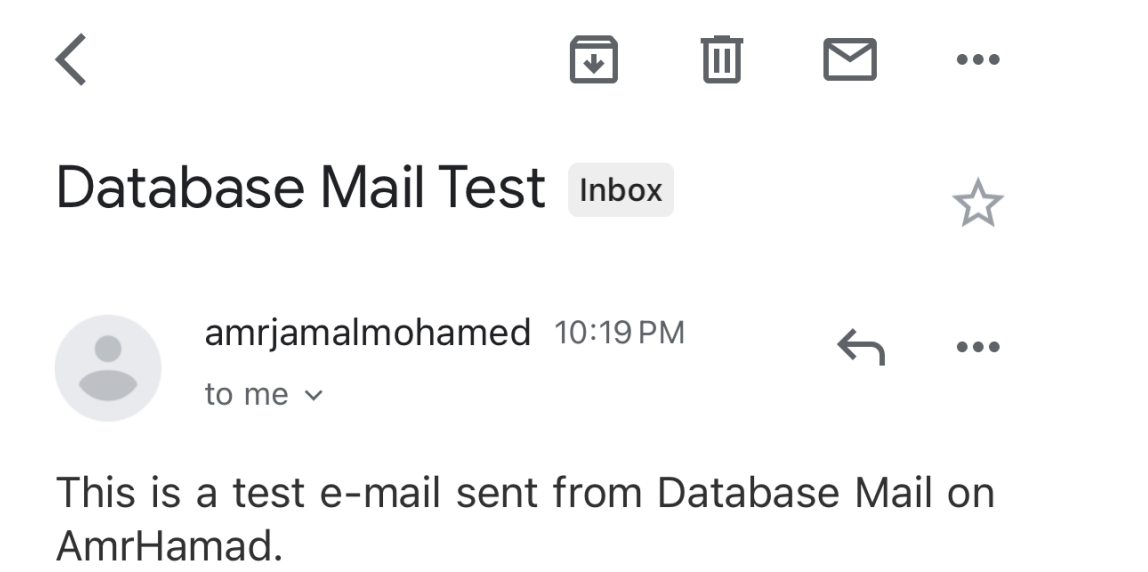 Database Mail Test Inbox
amrjamalmohamed 10:19 PM
to me
This is a test e-mail sent from Database Mail on
AmrHamad.